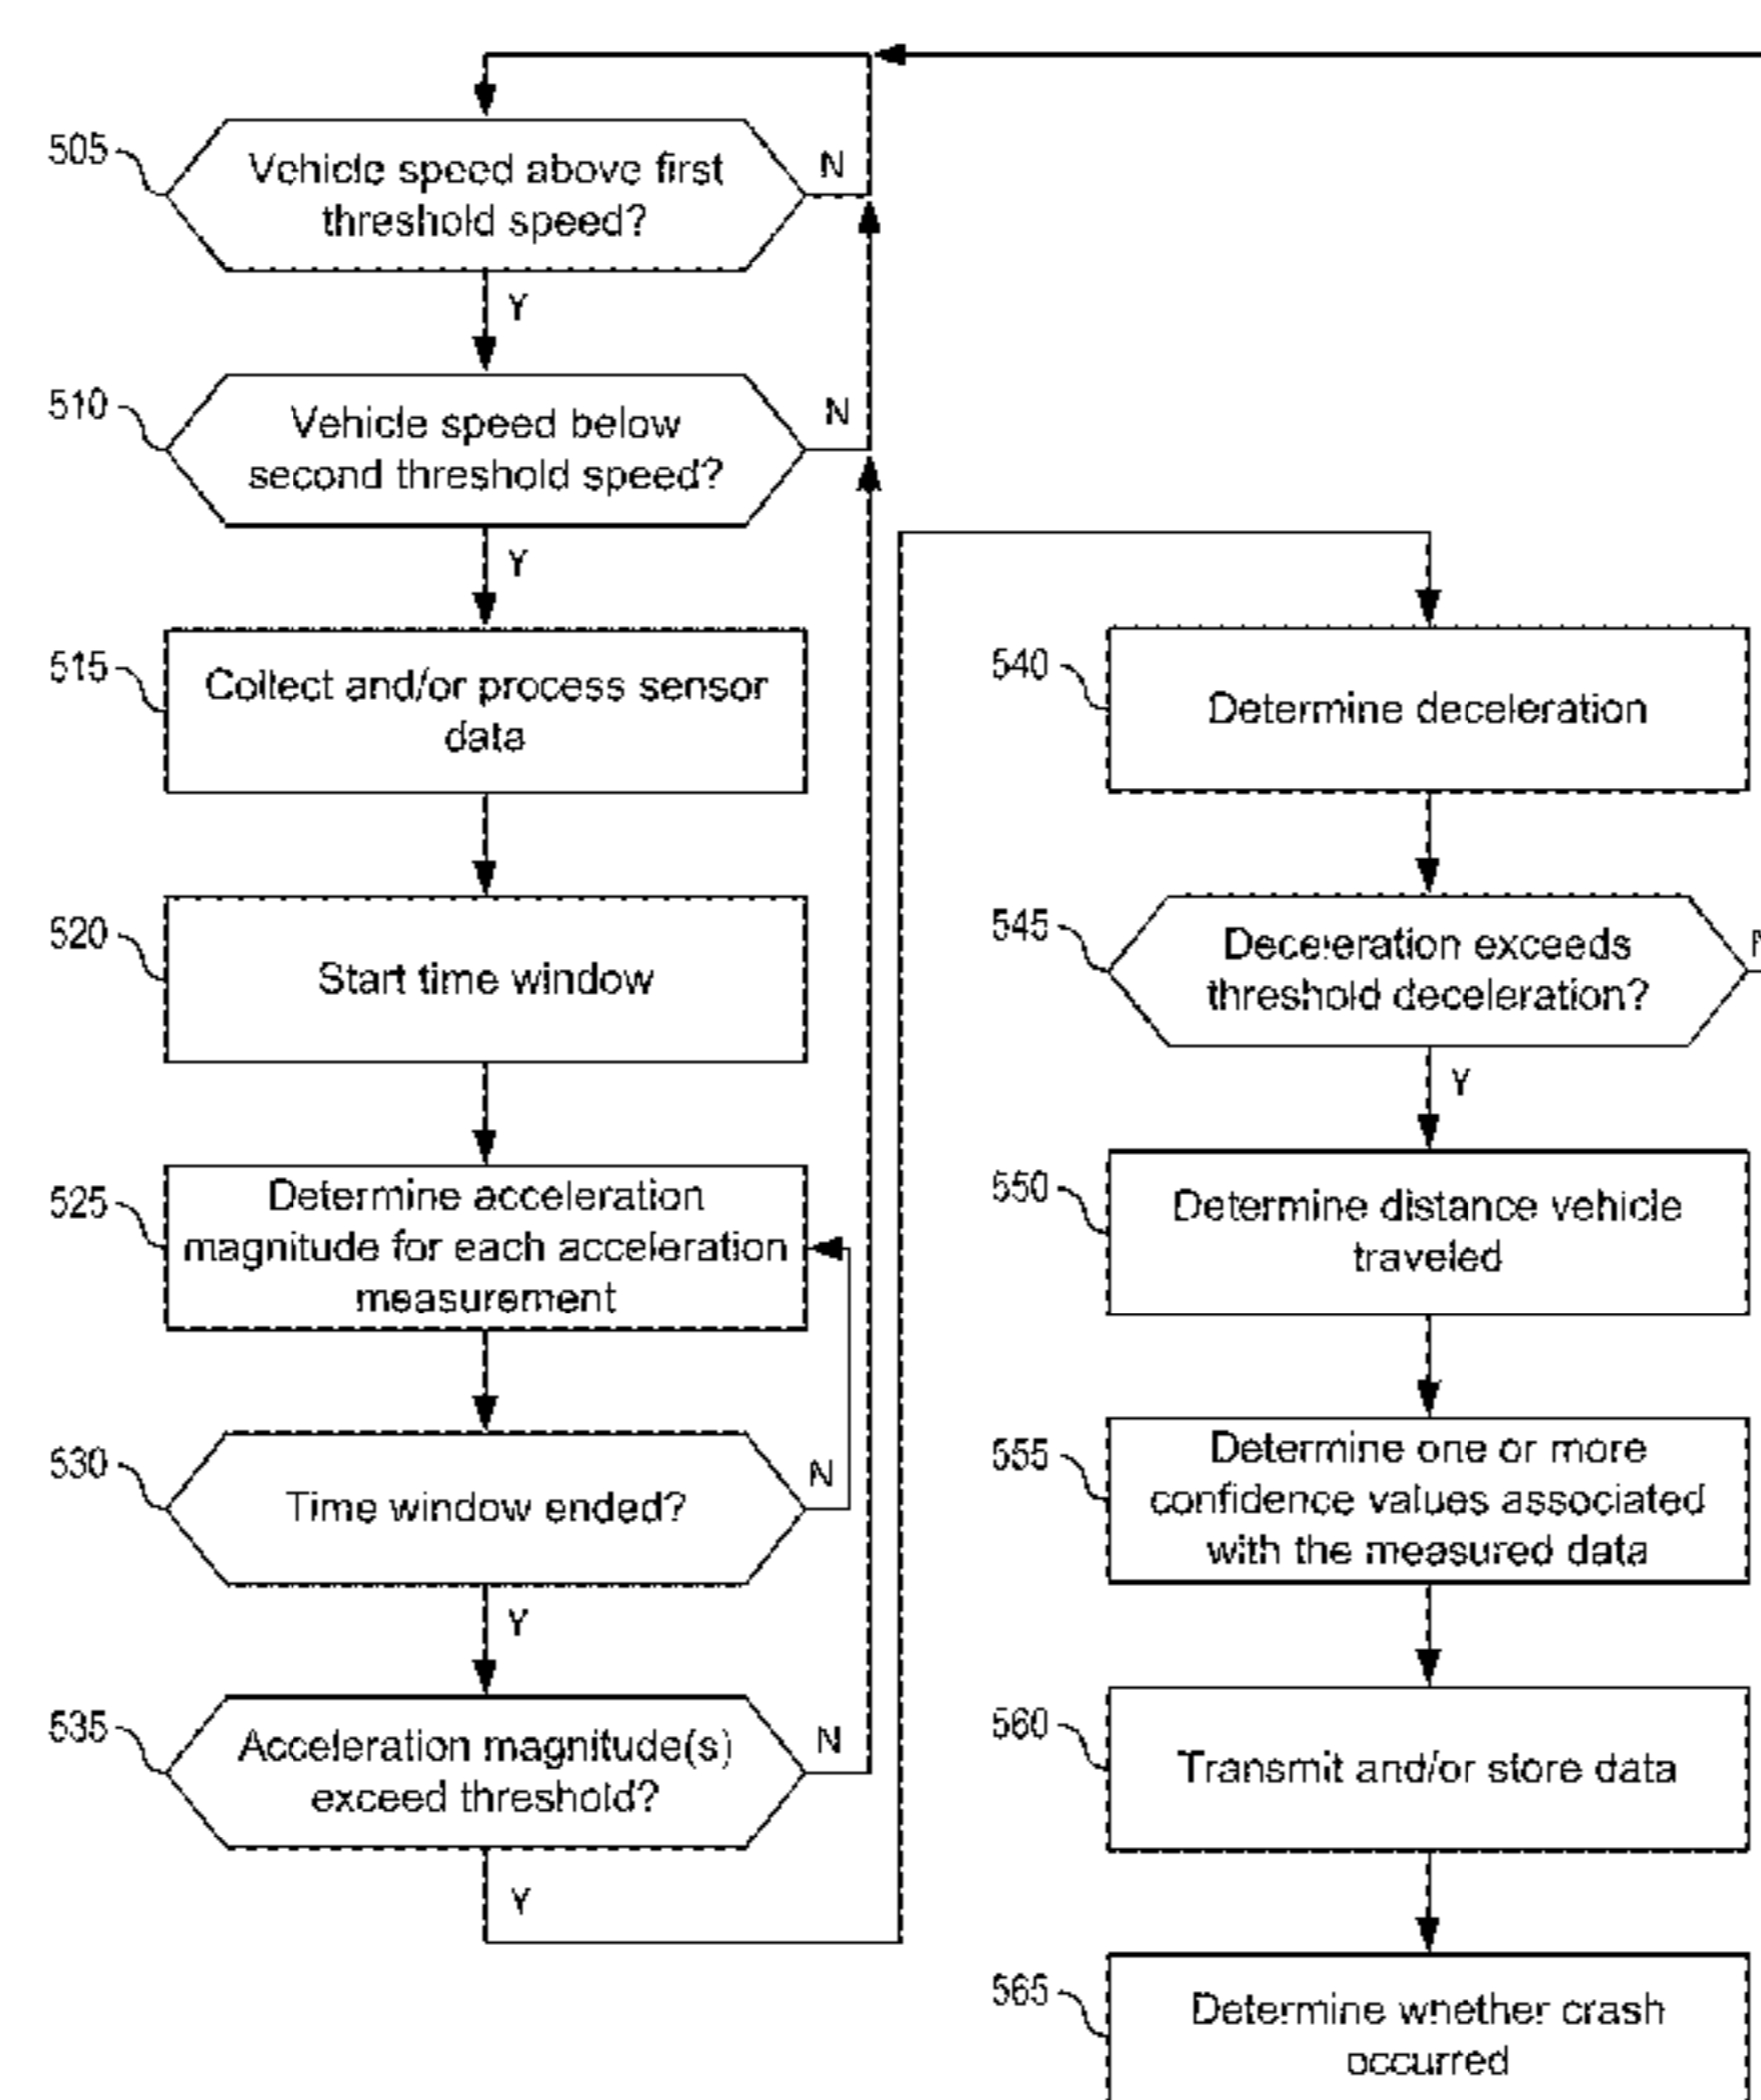 505
Vehicle speed above first
threshold speed?
N
Y
510
Vehicle speed below
second threshold speed?
N
Y
515
Collect and/or process sensor
data
520
Start time window
525
Determine acceleration
magnitude for each acceleration
measurement
530
Time window ended?
N
Y
535
Acceleration magnitude(s)
exceed threshold?
N
Y
540
Determine deceleration
545
Deceleration exceeds
threshold deceleration?
N
Y
550
Determine distance vehicle
traveled
555
Determine one or more
confidence values associated
with the measured data
560
Transmit and/or store data
565
Determine whether crash
occurred